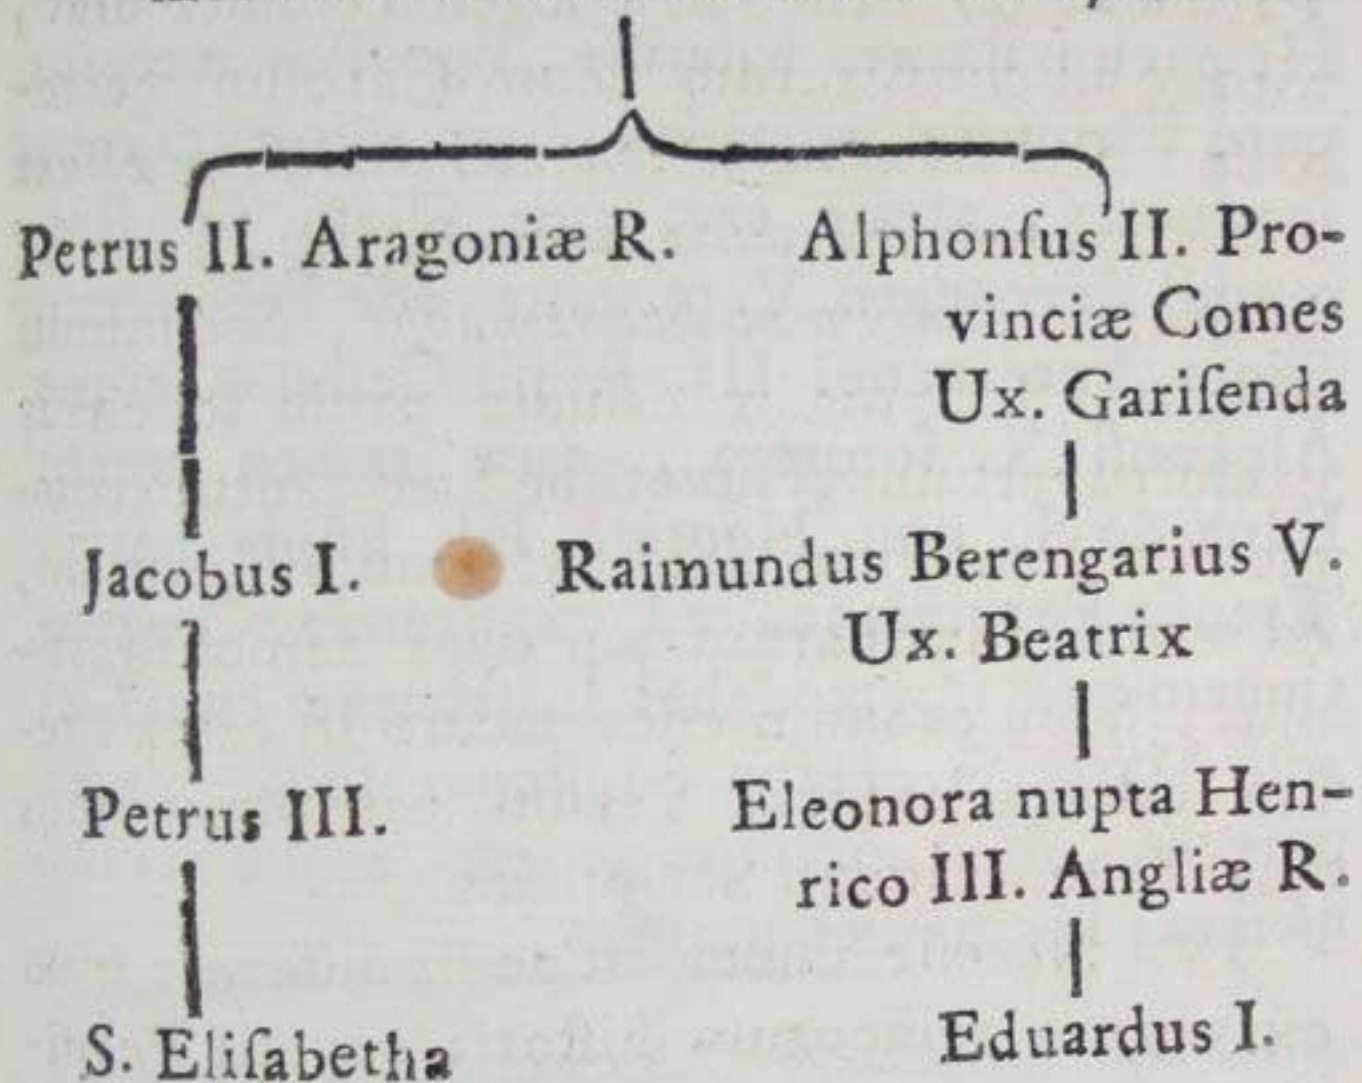 Petrus II. Aragoniæ R.
Alphonſus II. Pro-
vinciæ Comes
Ux. Gariſenda
Jacobus I.
Raimundus Berengarius V.
Ux. Beatrix
Petrus III.
Eleonora nupta Hen-
rico III. Angliæ R.
S. Eliſabetha
Eduardus I.